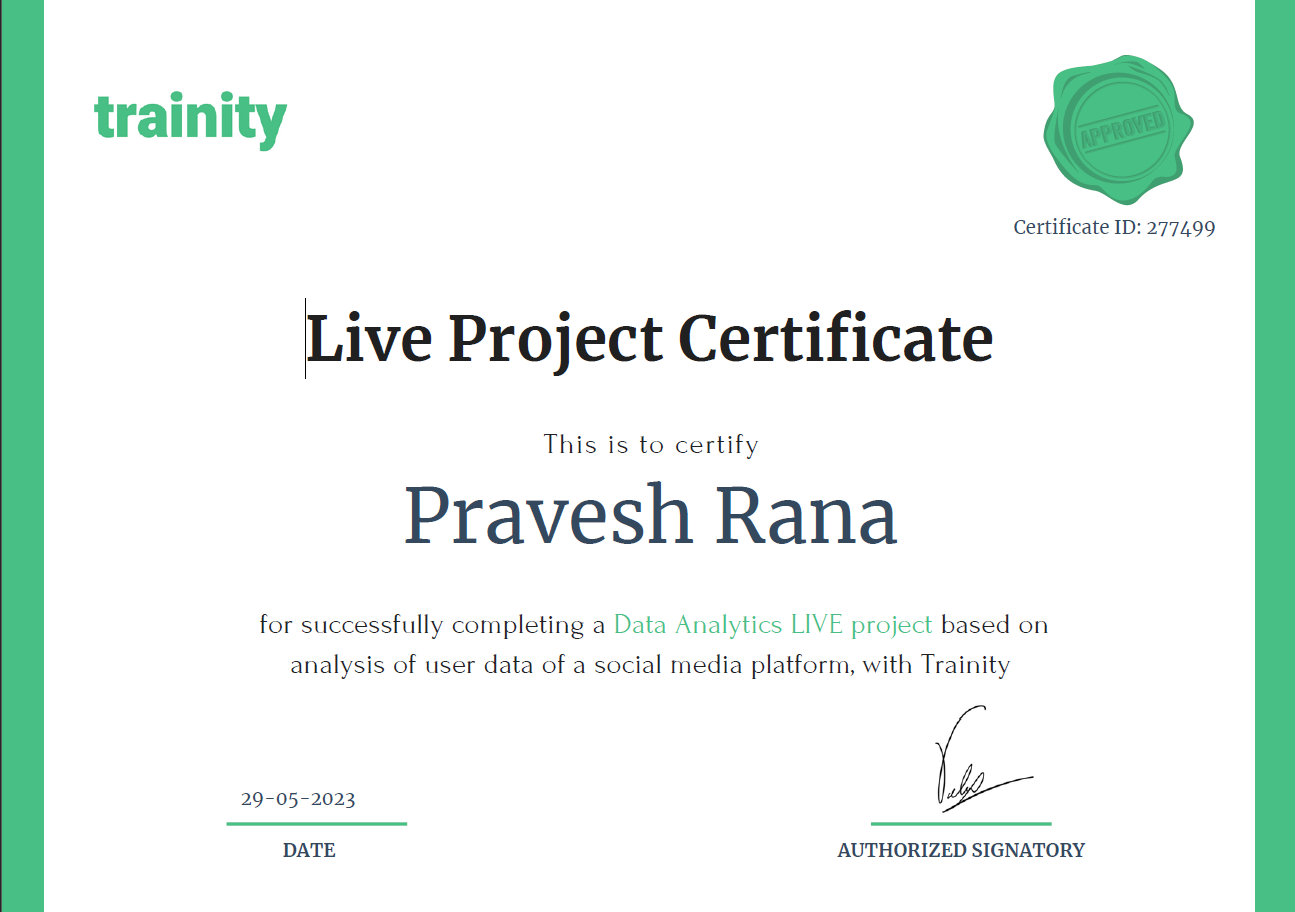 trainity
APPROVED
Certificate ID: 277499
Live Project Certificate
This is to certify
Pravesh Rana
for successfully completing a Data Analytics LIVE project based on
analysis of user data of a social media platform, with Trainity
29-05-2023
DATE
AUTHORIZED SIGNATORY